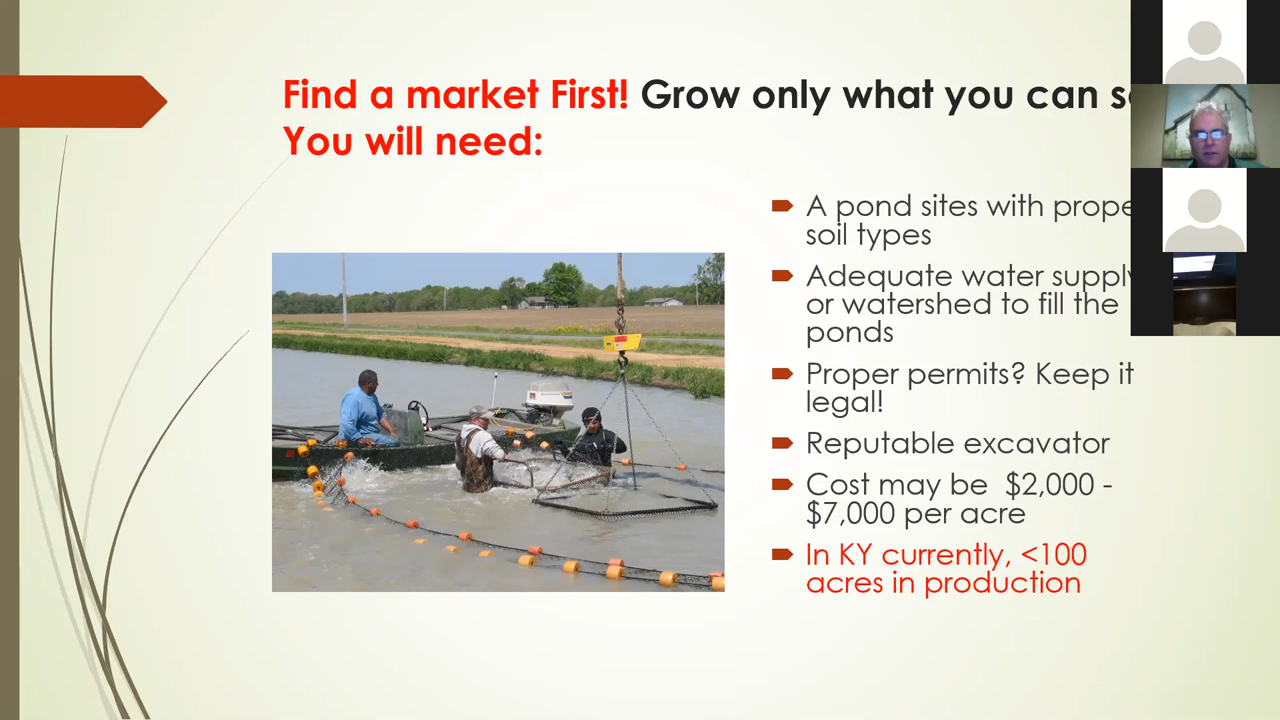 Find a market First! Grow only what you can
You will need:
A pond sites with
soil types
Adequate water supply
or watershed to fill the
ponds
Proper permits? Keep it
legal!
Reputable excavator
Cost may be $2,000 -
$7,000 per acre
In KY currently, <100
acres in production